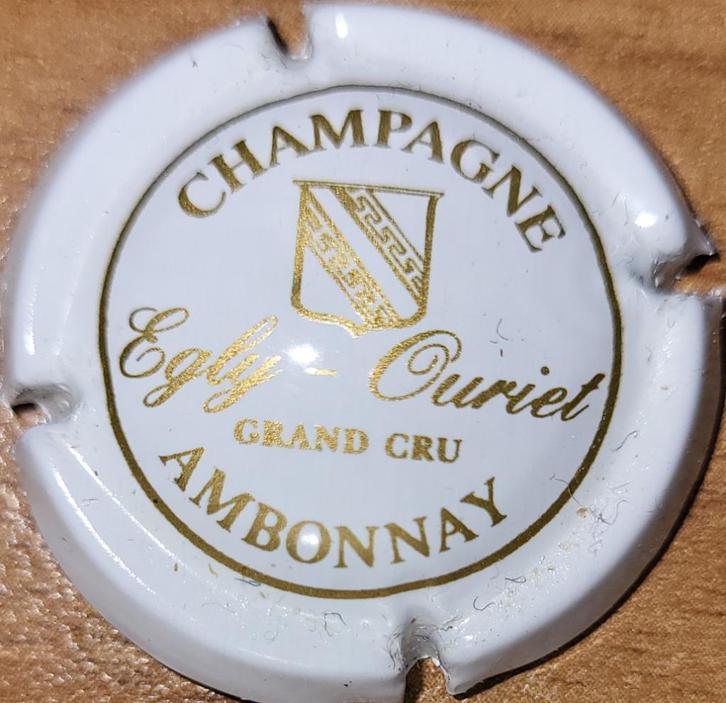 CHAMPAGNE
Egly - Ouriet
GRAND CRU
AMBONNAY